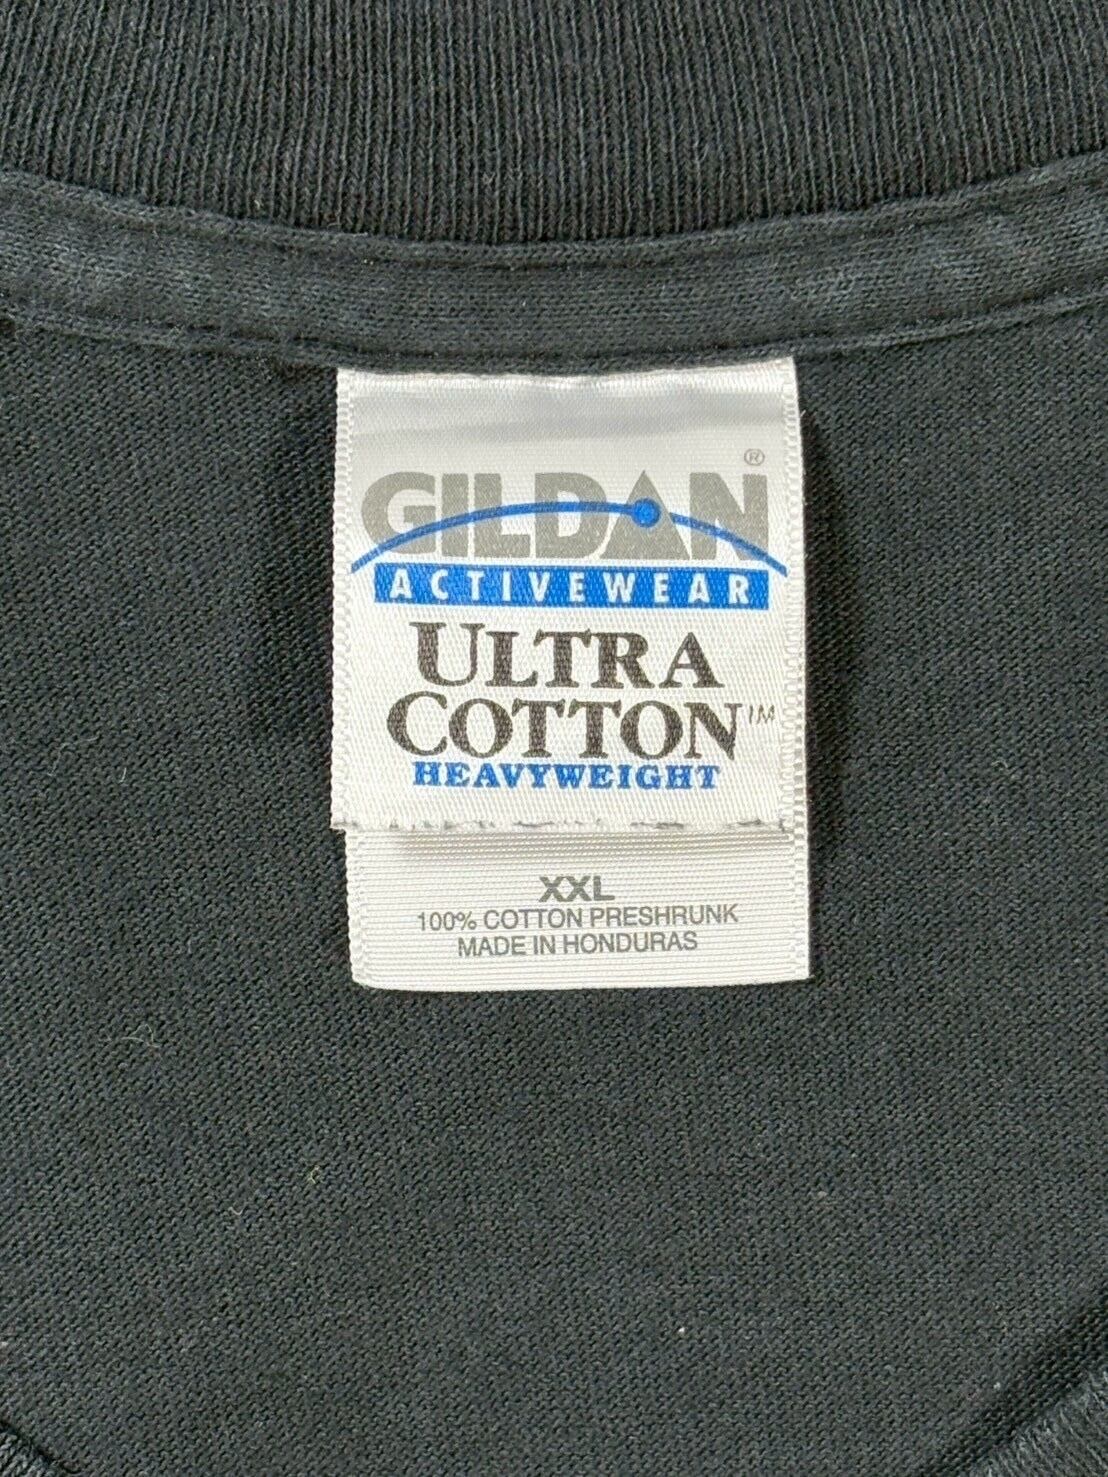 GILDAN®
ACTIVEWEAR
ULTRA
COTTON™
HEAVYWEIGHT
XXL
100% COTTON PRESHRUNK
MADE IN HONDURAS